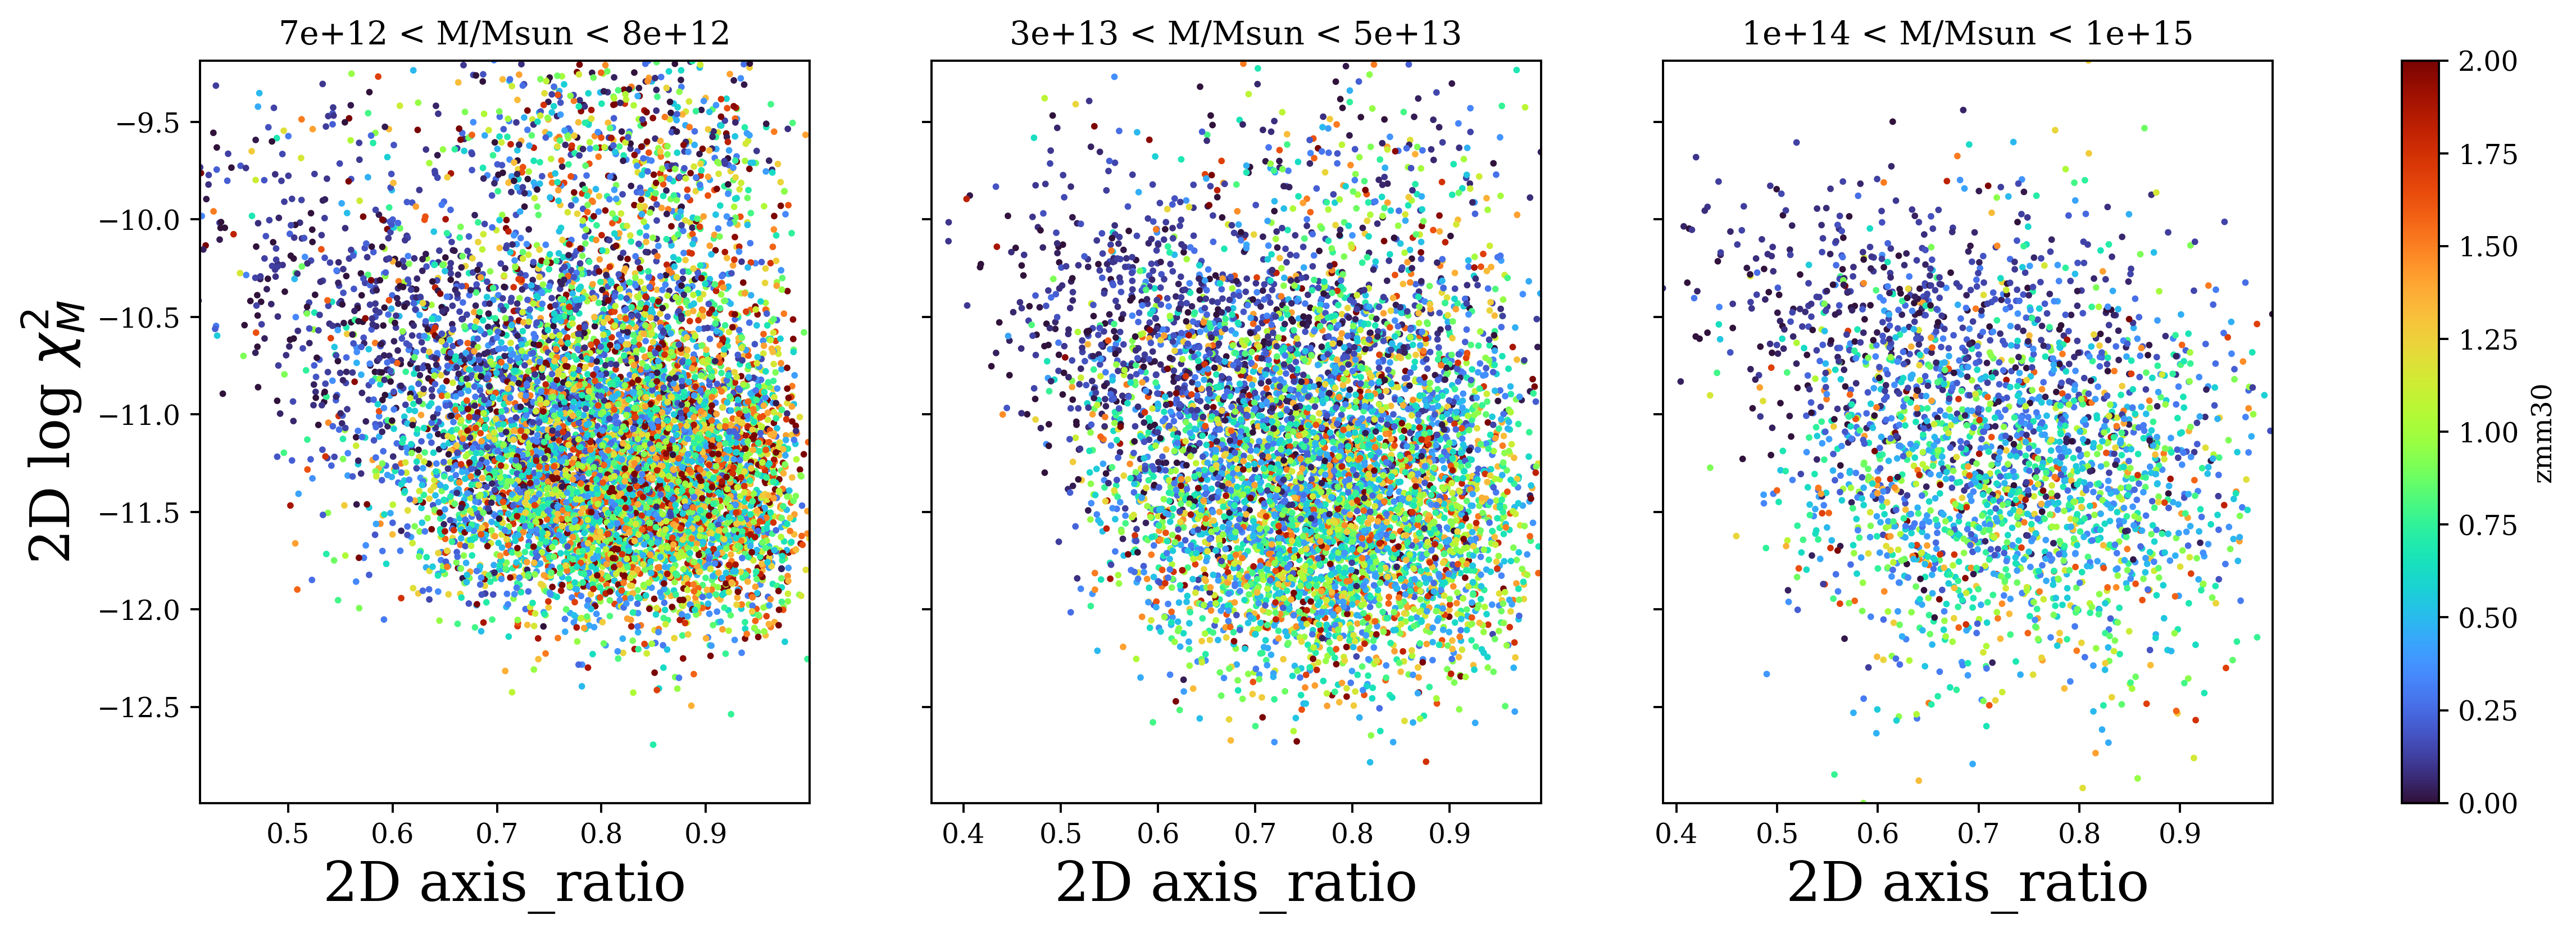 7e+12 < M/Msun < 8e+12
3e+13 < M/Msun < 5e+13
1e+14 < M/Msun < 1e+15
2D log χ²_M
−9.5
−10.0
−10.5
−11.0
−11.5
−12.0
−12.5
0.5 0.6 0.7 0.8 0.9
0.4 0.5 0.6 0.7 0.8 0.9
0.4 0.5 0.6 0.7 0.8 0.9
2D axis_ratio
2D axis_ratio
2D axis_ratio
2.00
1.75
1.50
1.25
1.00
0.75
0.50
0.25
0.00
zmm30